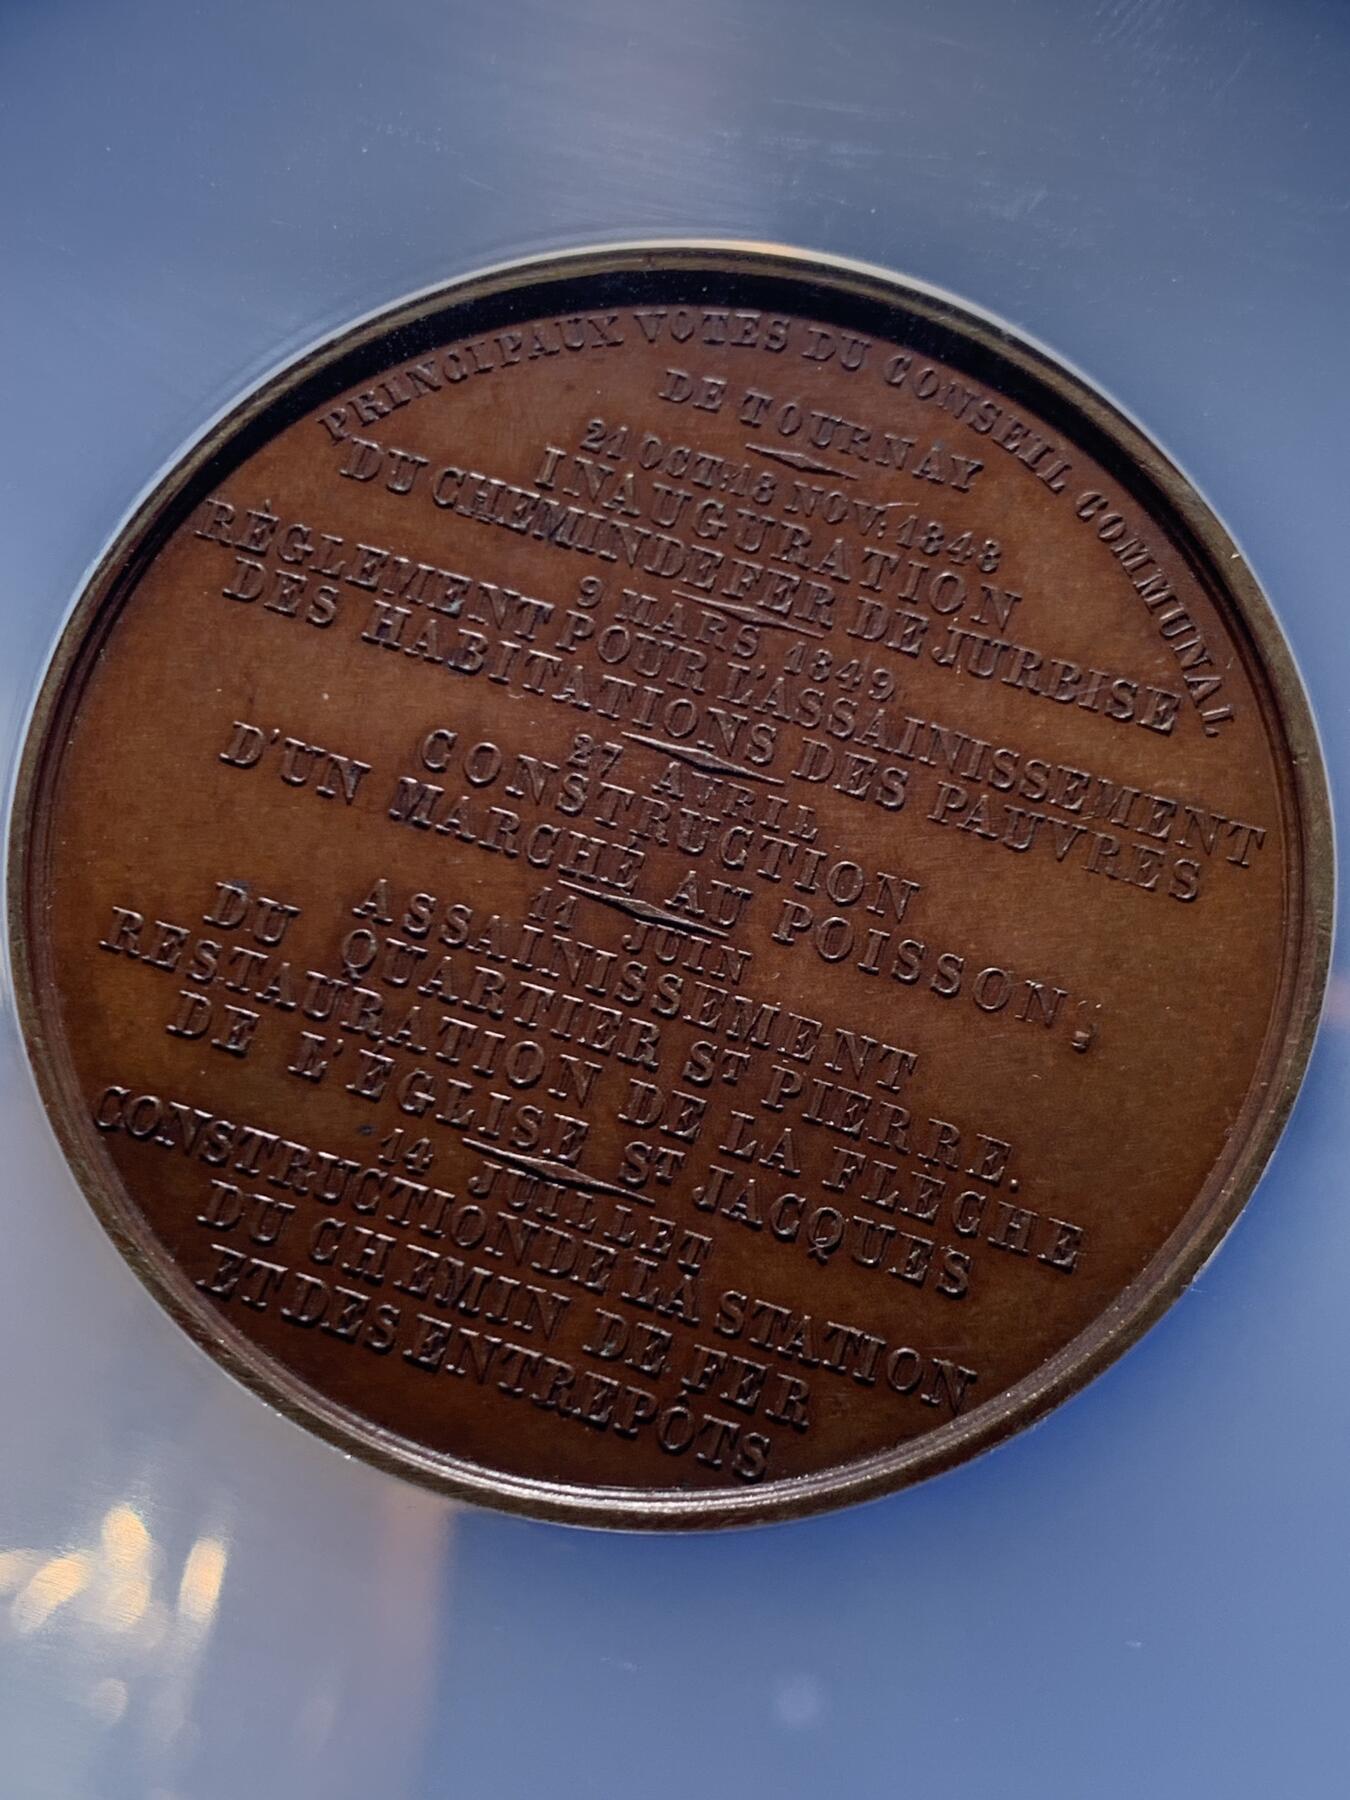 PRINCIPAUX VOTES DU CONSEIL COMMUNAL
DE TOURNAY
21 OCT: 18 NOV: 1848
INAUGURATION
DU CHEMIN DE FER DE JURBISE
9 MARS 1849
RÈGLEMENT POUR L'ASSAINISSEMENT
DES HABITATIONS DES PAUVRES
27 AVRIL
CONSTRUCTION
D'UN MARCHÉ AU POISSON;
11 JUIN
ASSAINISSEMENT
DU QUARTIER ST PIERRE.
RESTAURATION DE LA FLECHE
DE L'EGLISE ST JACQUES
14 JUILLET
CONSTRUCTION DE LA STATION
DU CHEMIN DE FER
ET DES ENTREPÔTS